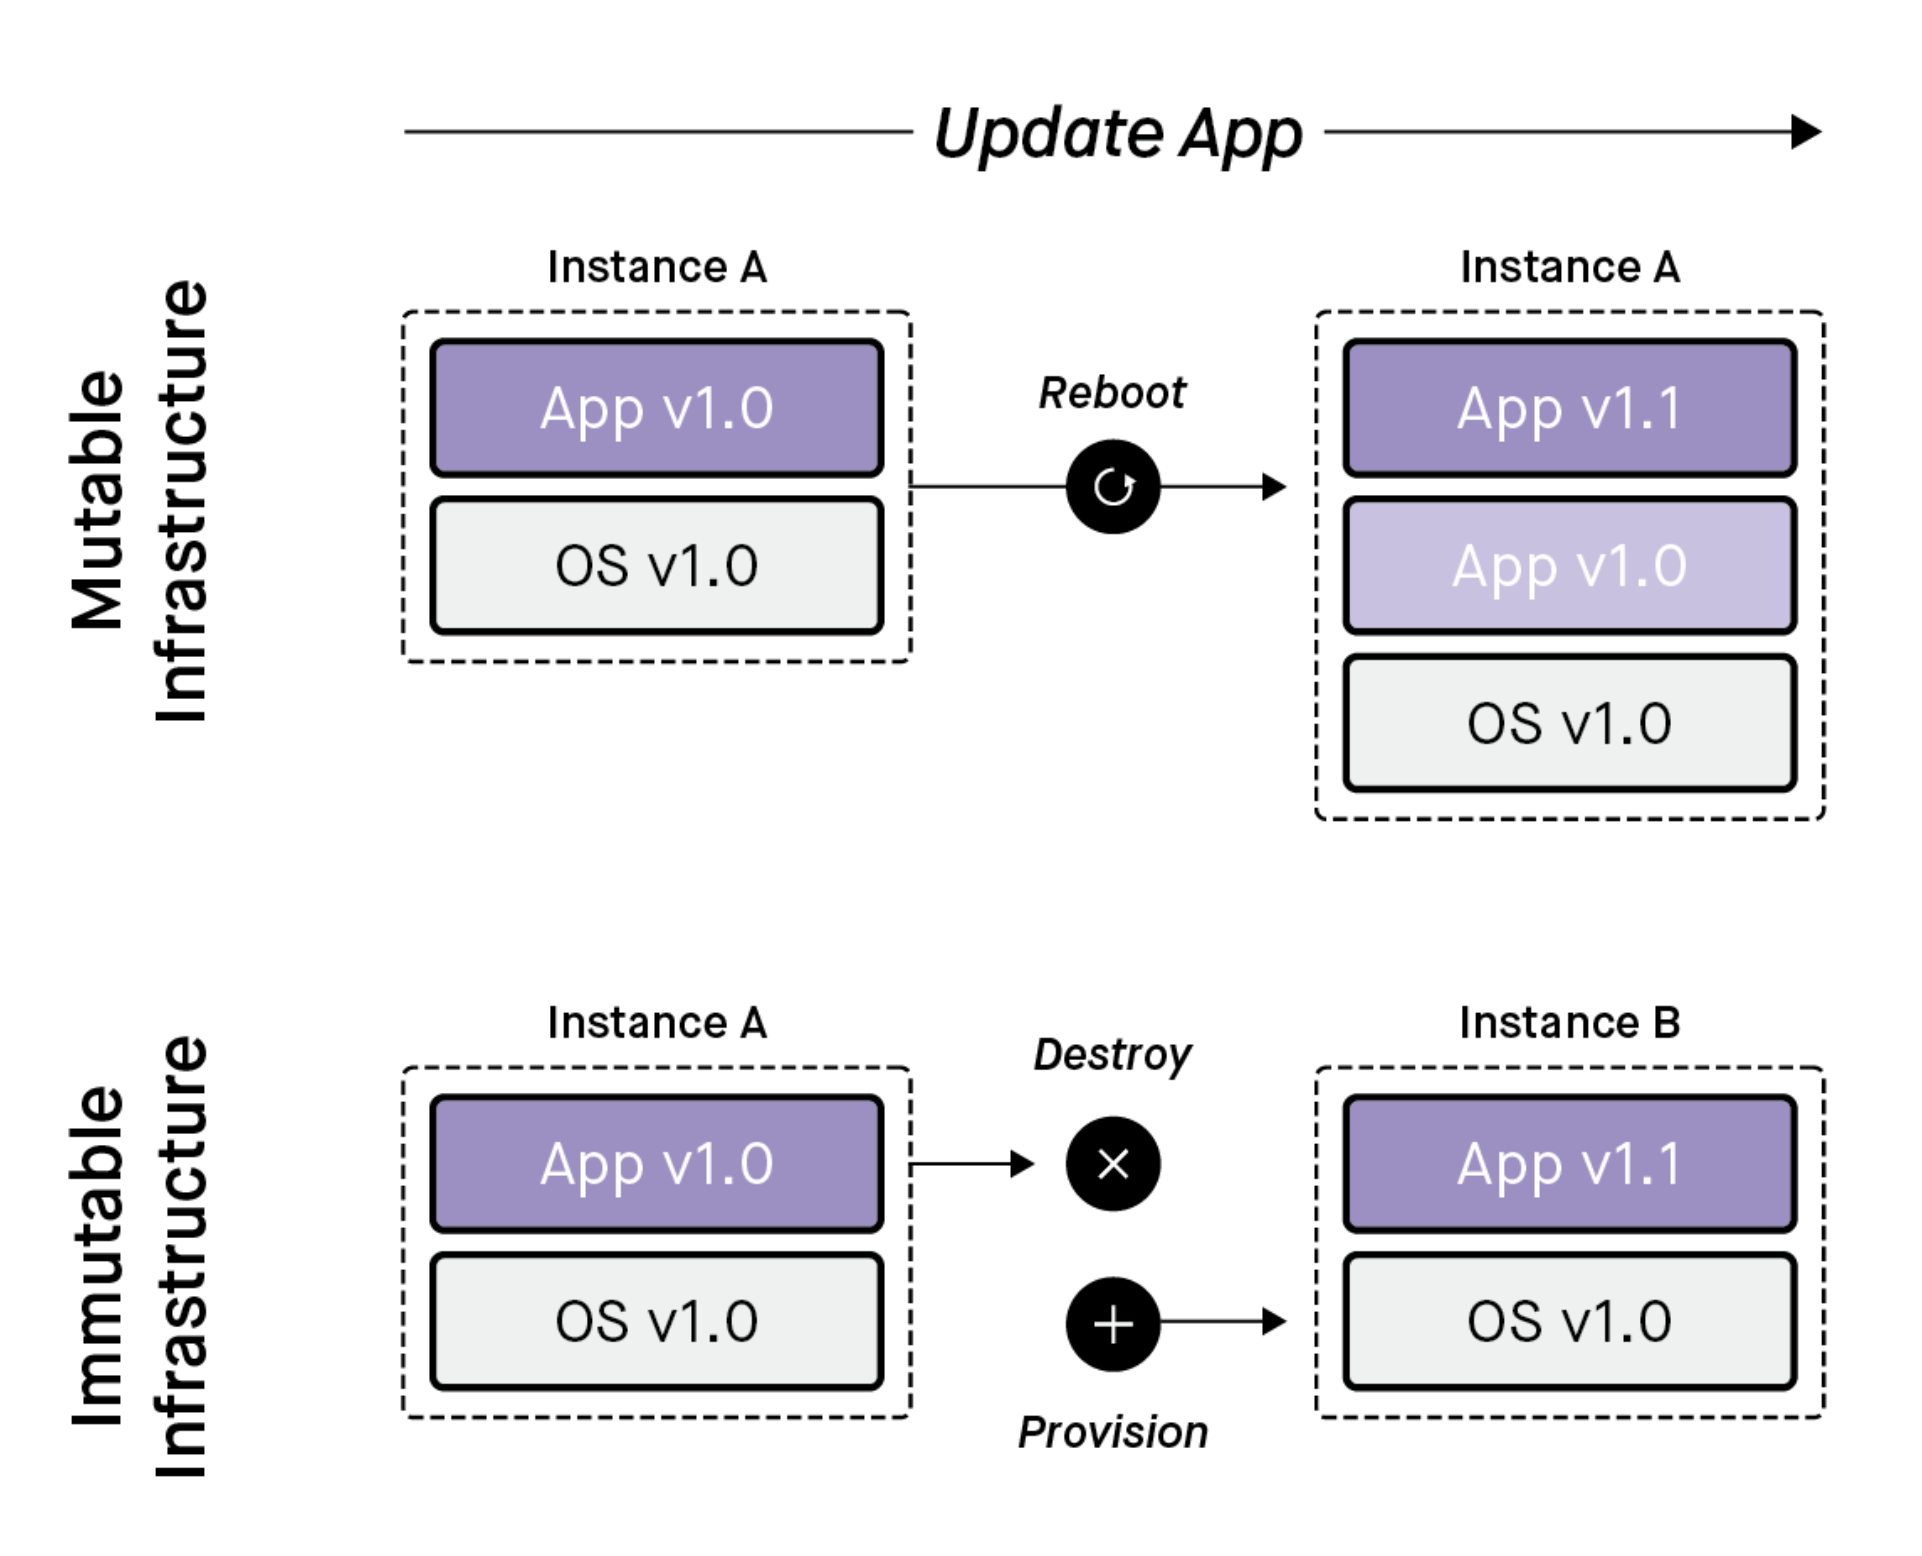 Update App
Mutable
Infrastructure
Instance A
App v1.0
OS v1.0
Reboot
Instance A
App v1.1
App v1.0
OS v1.0
Immutable
Infrastructure
Instance A
App v1.0
OS v1.0
Destroy
Provision
Instance B
App v1.1
OS v1.0